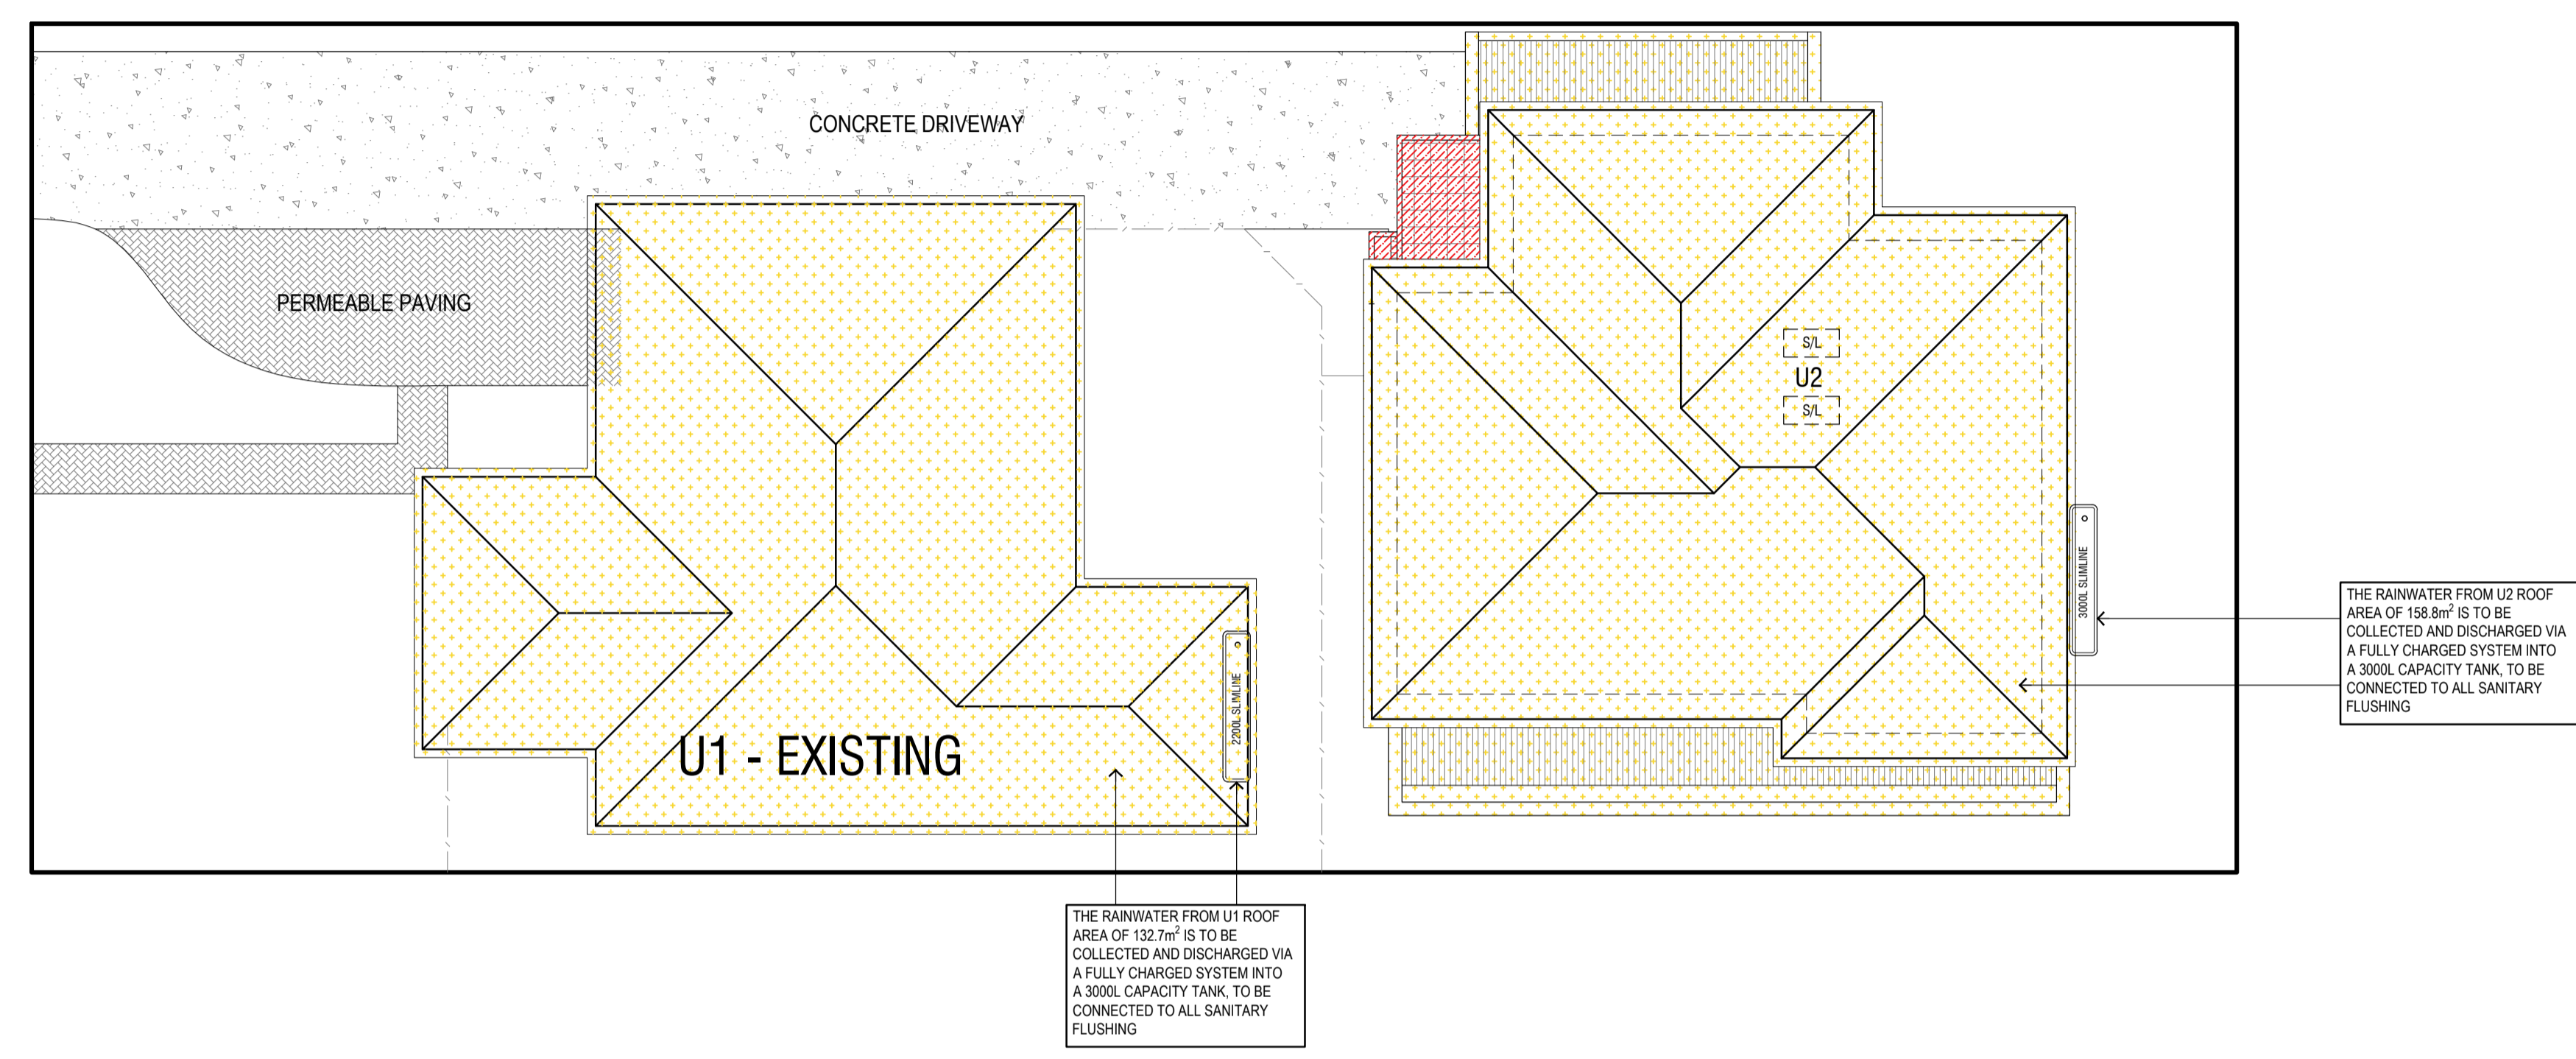 CONCRETE DRIVEWAY
PERMEABLE PAVING
S/L
U2
S/L
3000L SLIMLINE
THE RAINWATER FROM U2 ROOF
AREA OF 158.8m² IS TO BE
COLLECTED AND DISCHARGED VIA
A FULLY CHARGED SYSTEM INTO
A 3000L CAPACITY TANK, TO BE
CONNECTED TO ALL SANITARY
FLUSHING
2200L SLIMLINE
U1 - EXISTING
THE RAINWATER FROM U1 ROOF
AREA OF 132.7m² IS TO BE
COLLECTED AND DISCHARGED VIA
A FULLY CHARGED SYSTEM INTO
A 3000L CAPACITY TANK, TO BE
CONNECTED TO ALL SANITARY
FLUSHING